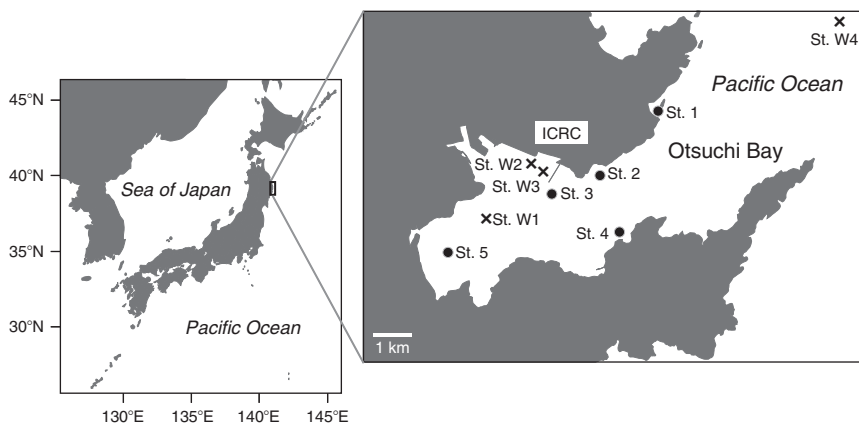 45°N
40°N
35°N
30°N
130°E
135°E
140°E
145°E
Sea of Japan
Pacific Ocean
St. W4
Pacific Ocean
St. 1
ICRC
Otsuchi Bay
St. W2
St. 2
St. W3
St. 3
St. W1
St. 4
St. 5
1 km